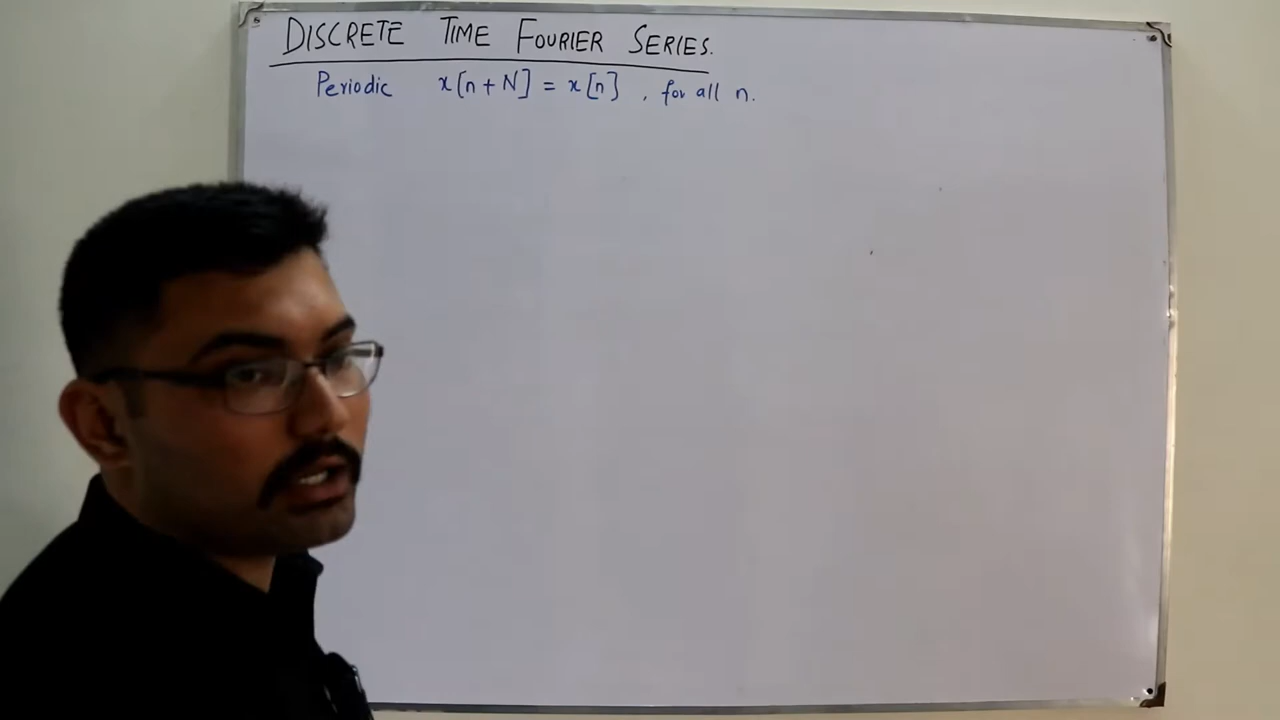 DISCRETE TIME FOURIER SERIES.
Periodic x[n + N] = x[n] , for all n.